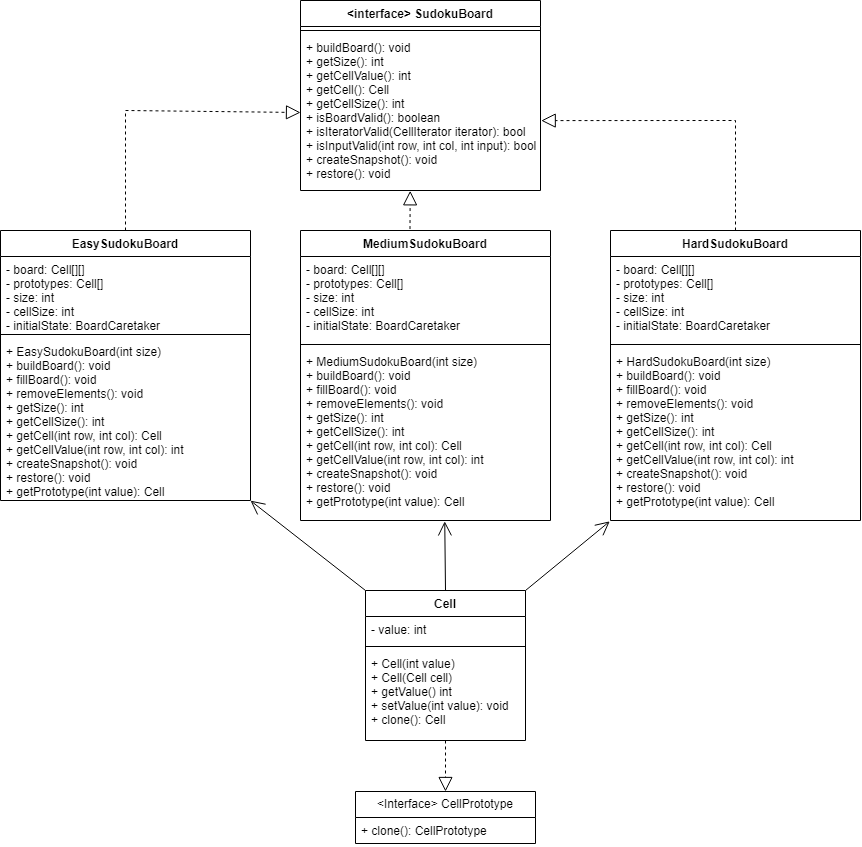 <interface> SudokuBoard
+ buildBoard(): void
+ getSize(): int
+ getCellValue(): int
+ getCell(): Cell
+ getCellSize(): int
+ isBoardValid(): boolean
+ isIteratorValid(CellIterator iterator): bool
+ isInputValid(int row, int col, int input): bool
+ createSnapshot(): void
+ restore(): void
EasySudokuBoard
- board: Cell[][]
- prototypes: Cell[]
- size: int
- cellSize: int
- initialState: BoardCaretaker
+ EasySudokuBoard(int size)
+ buildBoard(): void
+ fillBoard(): void
+ removeElements(): void
+ getSize(): int
+ getCellSize(): int
+ getCell(int row, int col): Cell
+ getCellValue(int row, int col): int
+ createSnapshot(): void
+ restore(): void
+ getPrototype(int value): Cell
MediumSudokuBoard
- board: Cell[][]
- prototypes: Cell[]
- size: int
- cellSize: int
- initialState: BoardCaretaker
+ MediumSudokuBoard(int size)
+ buildBoard(): void
+ fillBoard(): void
+ removeElements(): void
+ getSize(): int
+ getCellSize(): int
+ getCell(int row, int col): Cell
+ getCellValue(int row, int col): int
+ createSnapshot(): void
+ restore(): void
+ getPrototype(int value): Cell
HardSudokuBoard
- board: Cell[][]
- prototypes: Cell[]
- size: int
- cellSize: int
- initialState: BoardCaretaker
+ HardSudokuBoard(int size)
+ buildBoard(): void
+ fillBoard(): void
+ removeElements(): void
+ getSize(): int
+ getCellSize(): int
+ getCell(int row, int col): Cell
+ getCellValue(int row, int col): int
+ createSnapshot(): void
+ restore(): void
+ getPrototype(int value): Cell
Cell
- value: int
+ Cell(int value)
+ Cell(Cell cell)
+ getValue() int
+ setValue(int value): void
+ clone(): Cell
<Interface> CellPrototype
+ clone(): CellPrototype